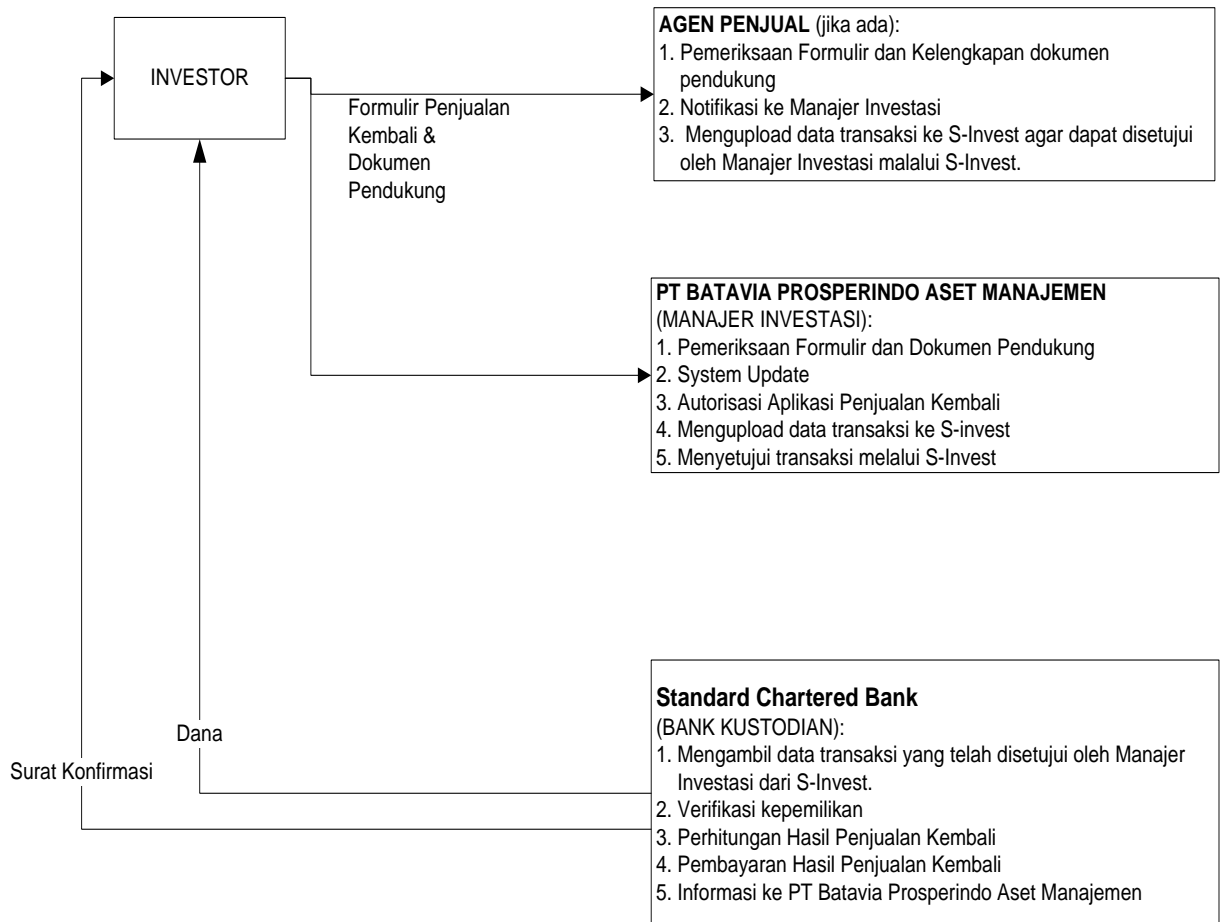 INVESTOR
Formulir Penjualan
Kembali &
Dokumen
Pendukung
AGEN PENJUAL (jika ada):
1. Pemeriksaan Formulir dan Kelengkapan dokumen
pendukung
2. Notifikasi ke Manajer Investasi
3. Mengupload data transaksi ke S-Invest agar dapat disetujui
oleh Manajer Investasi malalui S-Invest.
PT BATAVIA PROSPERINDO ASET MANAJEMEN
(MANAJER INVESTASI):
1. Pemeriksaan Formulir dan Dokumen Pendukung
2. System Update
3. Autorisasi Aplikasi Penjualan Kembali
4. Mengupload data transaksi ke S-invest
5. Menyetujui transaksi melalui S-Invest
Dana
Surat Konfirmasi
Standard Chartered Bank
(BANK KUSTODIAN):
1. Mengambil data transaksi yang telah disetujui oleh Manajer
Investasi dari S-Invest.
2. Verifikasi kepemilikan
3. Perhitungan Hasil Penjualan Kembali
4. Pembayaran Hasil Penjualan Kembali
5. Informasi ke PT Batavia Prosperindo Aset Manajemen